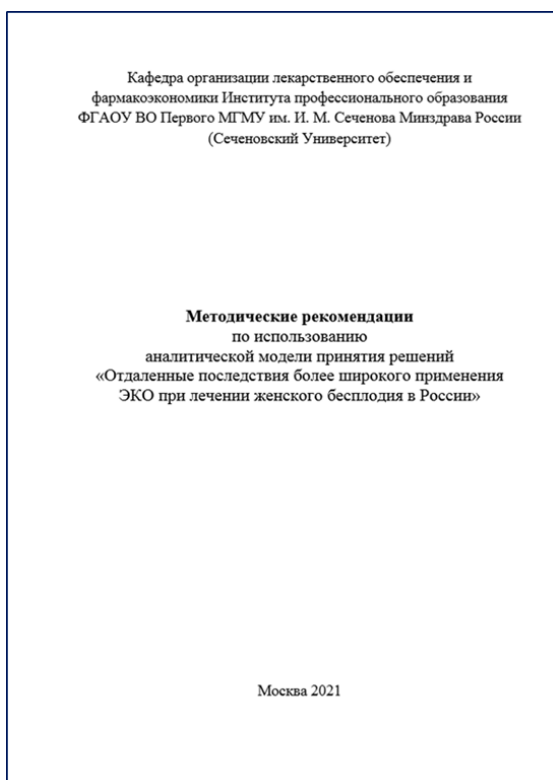 Кафедра организации лекарственного обеспечения и
фармакоэкономики Института профессионального образования
ФГАОУ ВО Первого МГМУ им. И. М. Сеченова Минздрава России
(Сеченовский Университет)
Методические рекомендации
по использованию
аналитической модели принятия решений
«Отдаленные последствия более широкого применения
ЭКО при лечении женского бесплодия в России»
Москва 2021